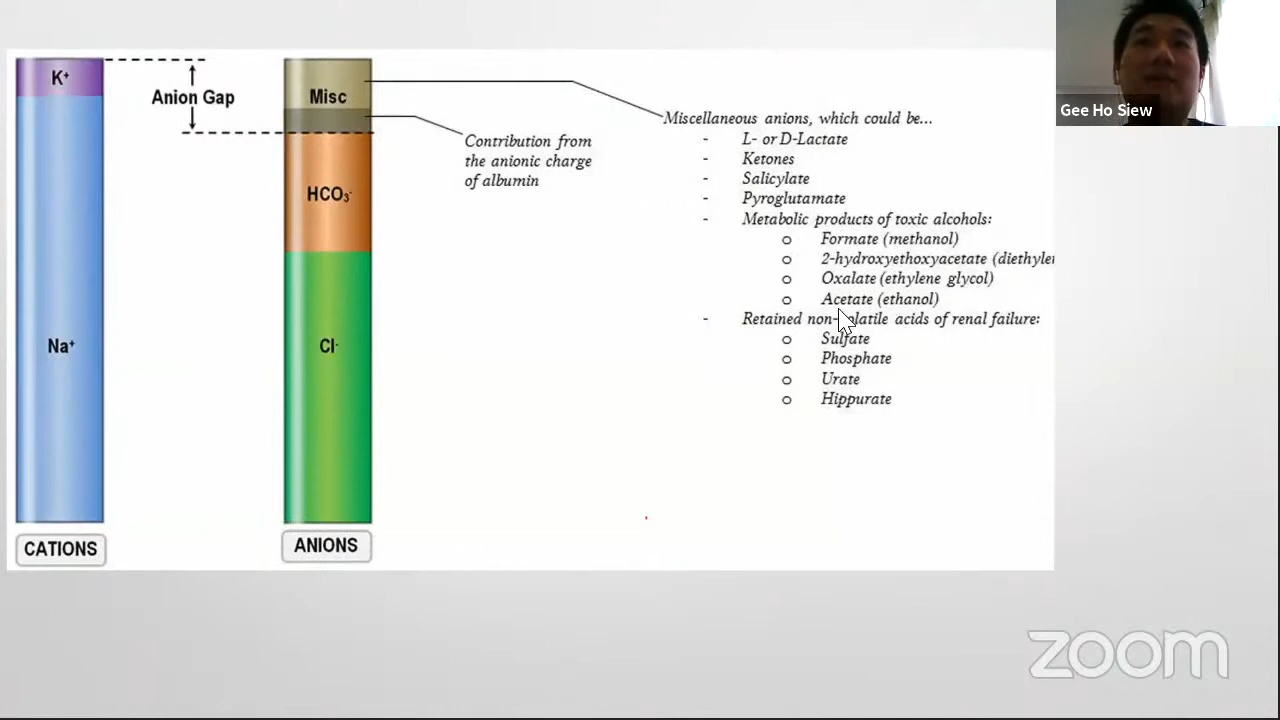 K⁺
Anion Gap
Misc
HCO₃⁻
Na⁺
Cl⁻
CATIONS
ANIONS
Contribution from
the anionic charge
of albumin
Miscellaneous anions, which could be...
- L- or D-Lactate
- Ketones
- Salicylate
- Pyroglutamate
- Metabolic products of toxic alcohols:
o Formate (methanol)
o 2-hydroxyethoxyacetate (diethyle
o Oxalate (ethylene glycol)
o Acetate (ethanol)
- Retained non-volatile acids of renal failure:
o Sulfate
o Phosphate
o Urate
o Hippurate
Gee Ho Siew
zoom